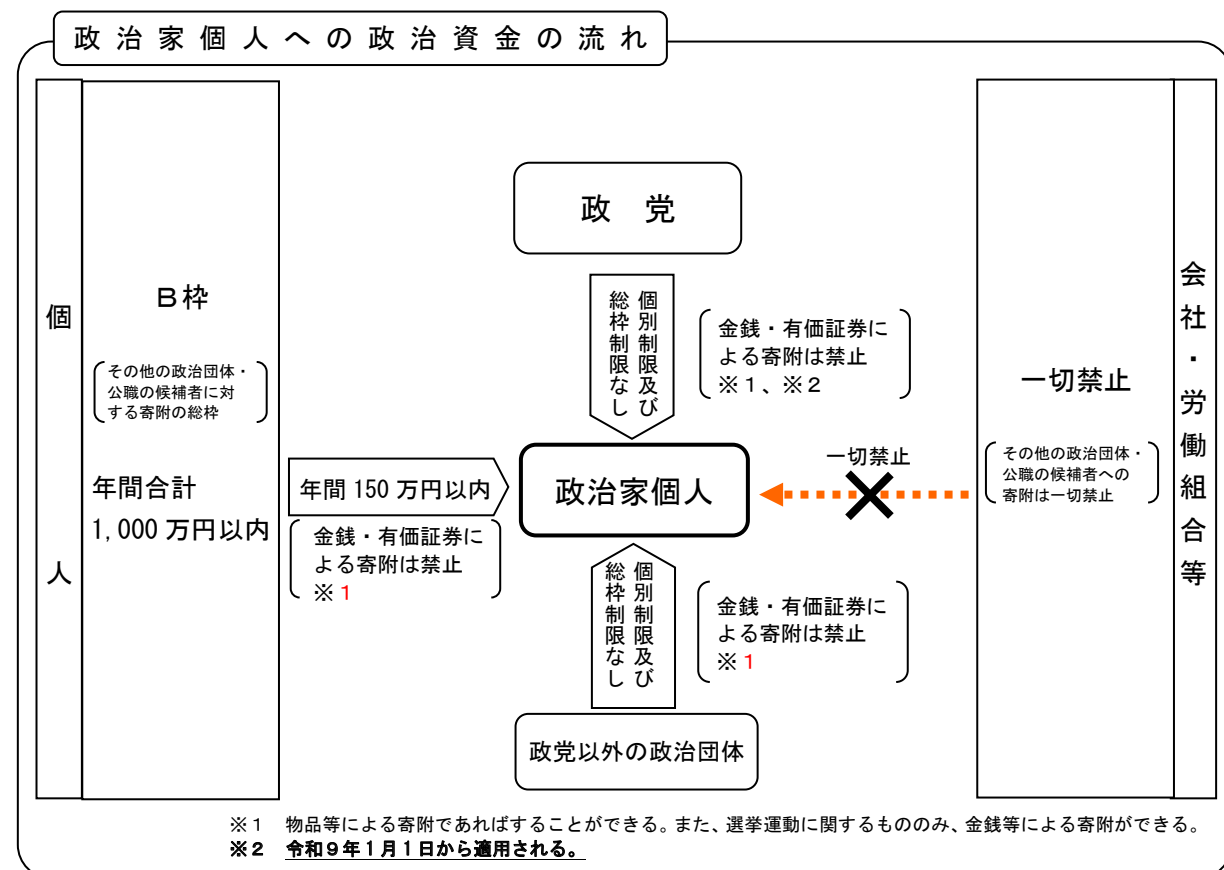 政治家個人への政治資金の流れ
個人
B枠
その他の政治団体・
公職の候補者に対
する寄附の総枠
年間合計
1,000万円以内
年間150万円以内
金銭・有価証券に
よる寄附は禁止
※1
政党
個別制限及び
総枠制限なし
金銭・有価証券に
よる寄附は禁止
※1、※2
政治家個人
個別制限及び
総枠制限なし
金銭・有価証券に
よる寄附は禁止
※1
政党以外の政治団体
一切禁止
一切禁止
その他の政治団体・
公職の候補者への
寄附は一切禁止
会社・労働組合等
※1 物品等による寄附であればすることができる。また、選挙運動に関するもののみ、金銭等による寄附ができる。
※2 令和9年1月1日から適用される。